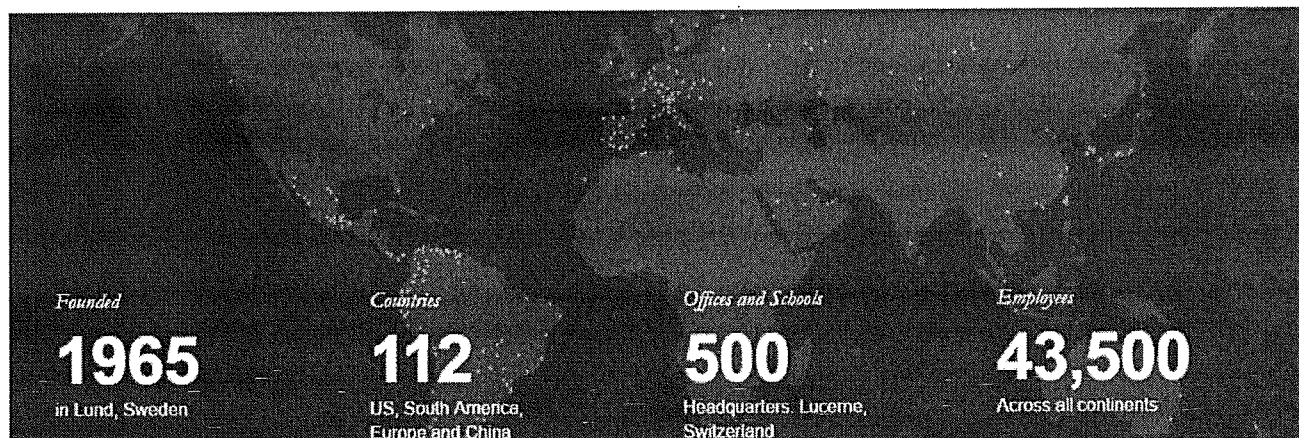 Founded
1965
in Lund, Sweden
Countries
112
US, South America,
Europe and China
Offices and Schools
500
Headquarters. Lucerne,
Switzerland
Employees
43,500
Across all continents